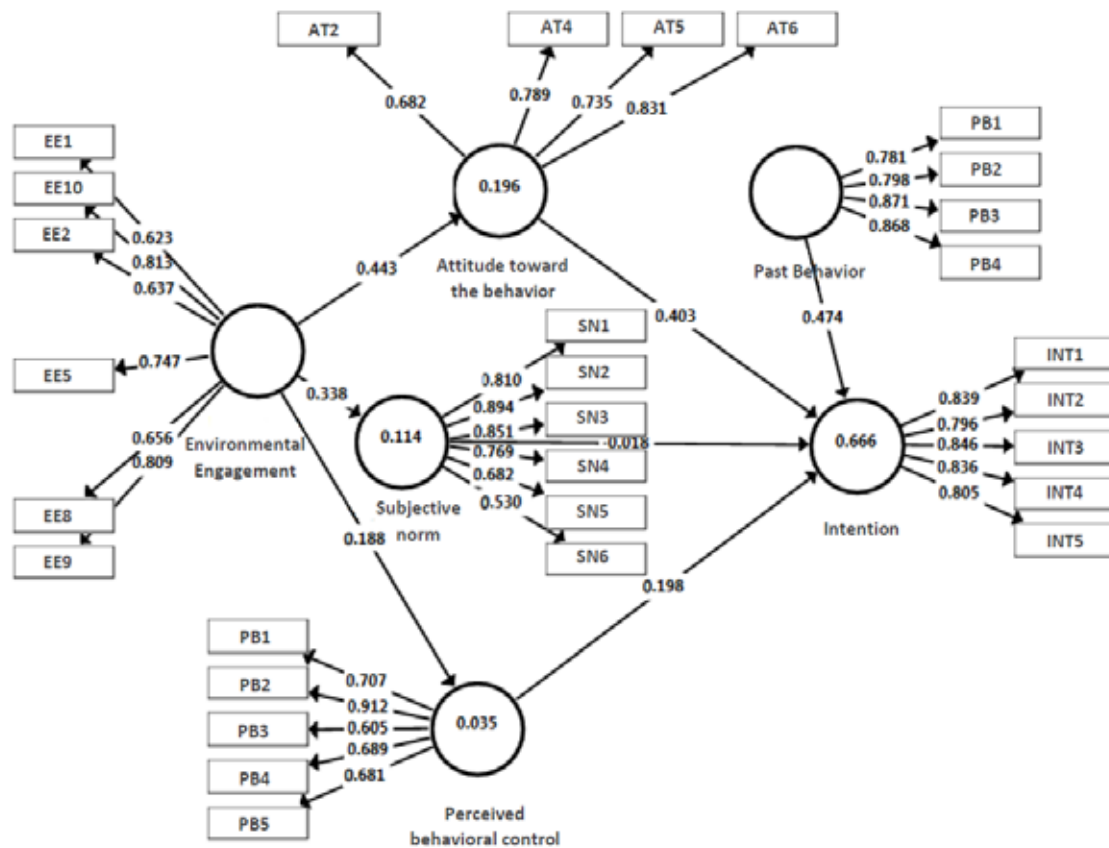 AT2
AT4
AT5
AT6
0.682
0.789
0.735
0.831
EE1
EE10
EE2
0.623
0.813
0.637
0.196
Attitude toward
the behavior
0.443
PB1
PB2
PB3
PB4
0.781
0.798
0.871
0.868
Past Behavior
0.403
0.474
EE5
0.747
0.338
Environmental
Engagement
0.656
0.809
EE8
EE9
SN1
SN2
SN3
SN4
SN5
SN6
0.810
0.894
0.851
0.769
0.682
0.530
0.114
Subjective
norm
-0.018
0.666
Intention
INT1
INT2
INT3
INT4
INT5
0.839
0.796
0.846
0.836
0.805
0.188
0.198
PB1
PB2
PB3
PB4
PB5
0.707
0.912
0.605
0.689
0.681
0.035
Perceived
behavioral control